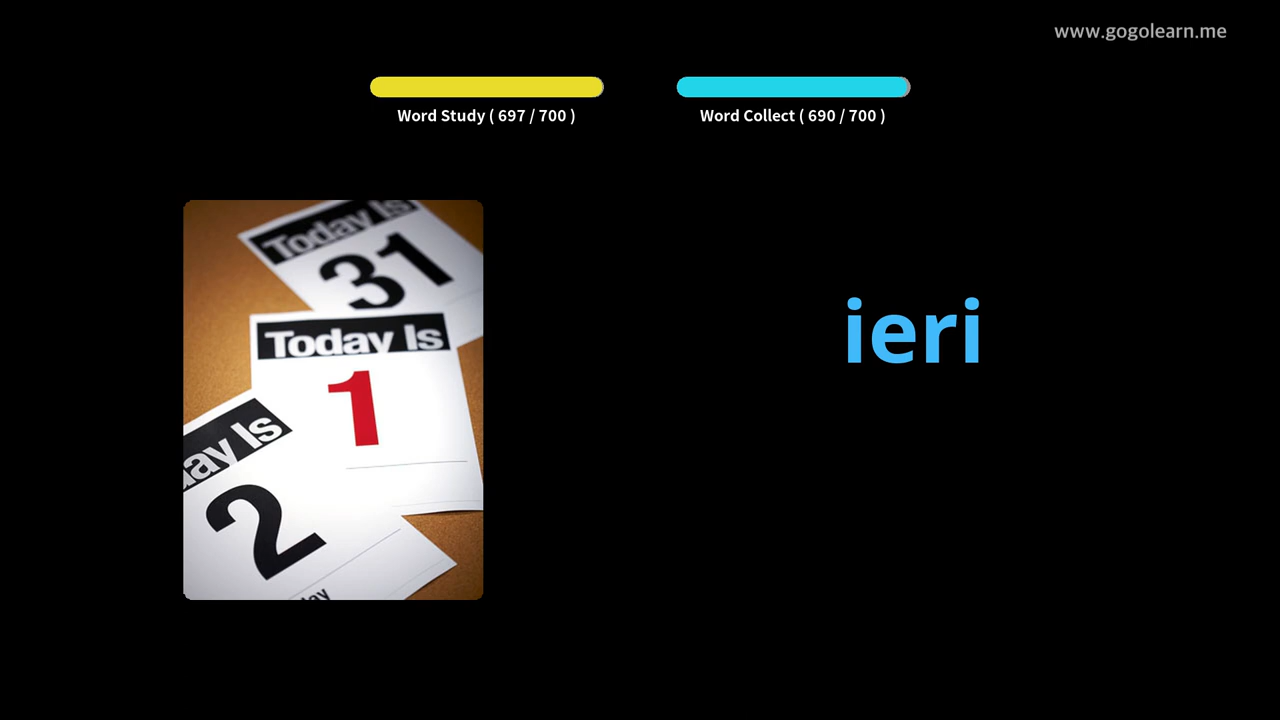 www.gogolearn.me
Word Study ( 697 / 700 )
Word Collect ( 690 / 700 )
Today Is
31
Today Is
1
ay Is
2
ay
ieri